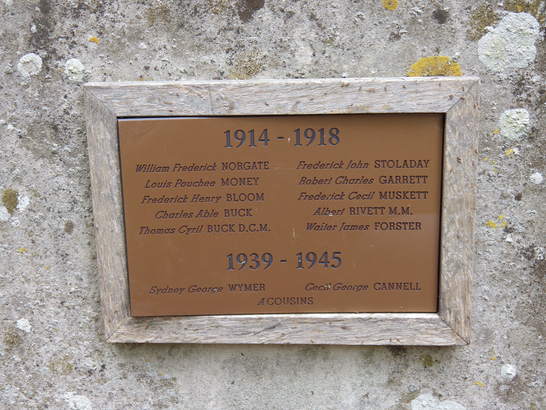 1914 - 1918
William Frederick NORGATE Frederick John STOLADAY
Louis Pouchee MONEY Robert Charles GARRETT
Frederick Henry BLOOM Frederick Cecil MUSKETT
Charles Able BUCK Albert RIVETT M.M.
Thomas Cyril BUCK D.C.M. James FORSTER
1939 - 1945
Sydney George WYMER Cecil George CANNELL
A COUSINS